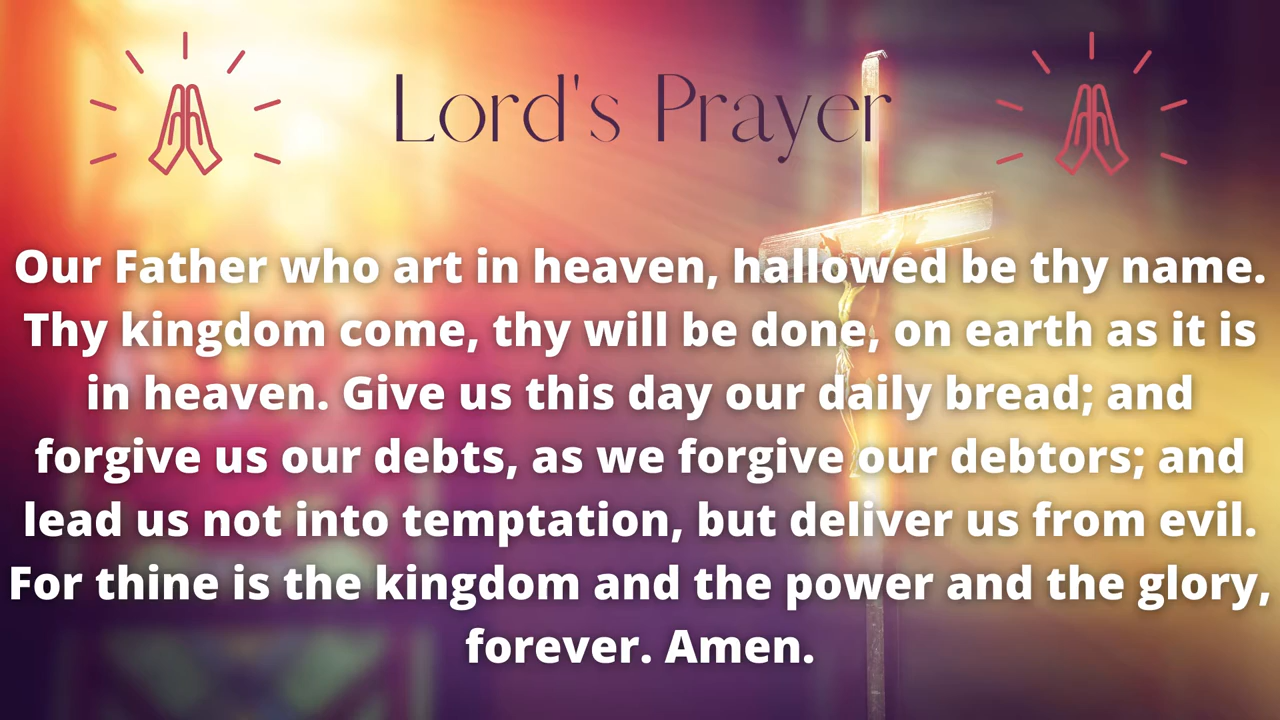 Lord's Prayer
Our Father who art in heaven, hallowed be thy name.
Thy kingdom come, thy will be done, on earth as it is
in heaven. Give us this day our daily bread; and
forgive us our debts, as we forgive our debtors; and
lead us not into temptation, but deliver us from evil.
For thine is the kingdom and the power and the glory,
forever. Amen.